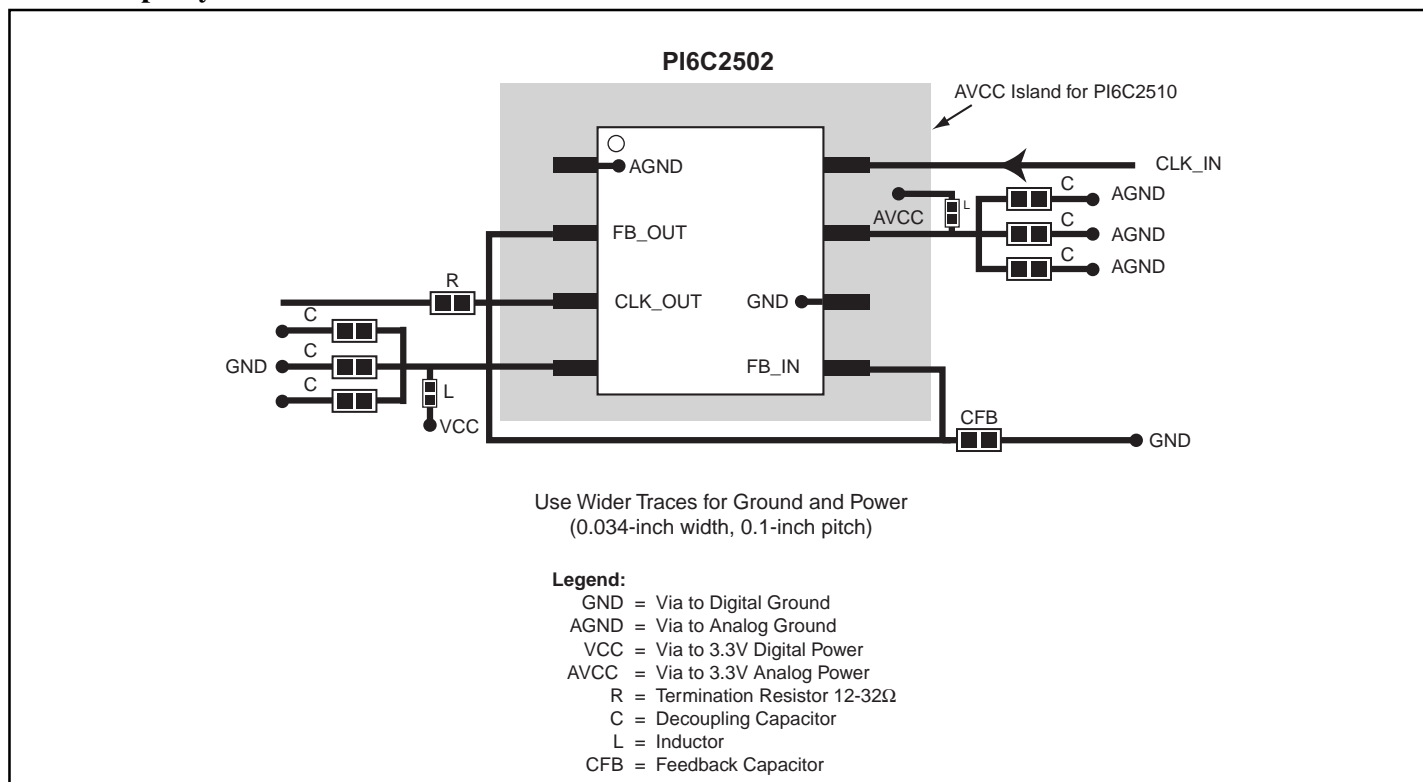 PI6C2502
AVCC Island for PI6C2510
AGND
CLK_IN
C
AGND
L
AVCC
C
AGND
C
AGND
FB_OUT
R
CLK_OUT
GND
C
C
GND
C
L
VCC
FB_IN
CFB
GND
Use Wider Traces for Ground and Power
(0.034-inch width, 0.1-inch pitch)
Legend:
GND = Via to Digital Ground
AGND = Via to Analog Ground
VCC = Via to 3.3V Digital Power
AVCC = Via to 3.3V Analog Power
R = Termination Resistor 12-32Ω
C = Decoupling Capacitor
L = Inductor
CFB = Feedback Capacitor